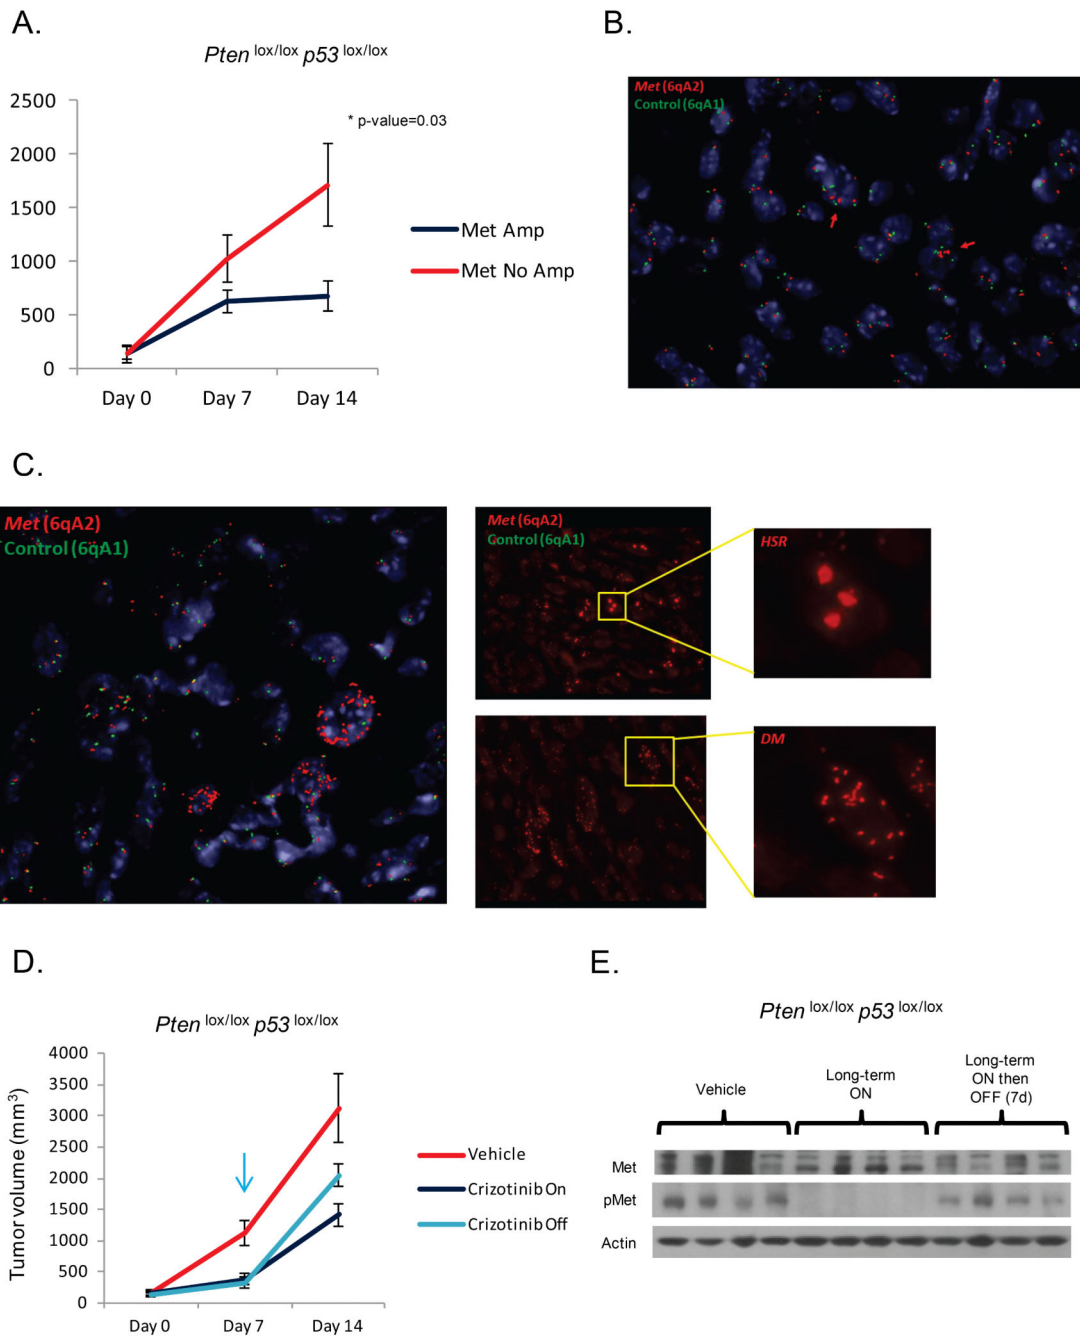 A.
Pten lox/lox p53 lox/lox
2500
2000
1500
1000
500
0
* p-value=0.03
Met Amp
Met No Amp
Day 0 Day 7 Day 14
B.
Met (6qA2)
Control (6qA1)
C.
Met (6qA2)
Control (6qA1)
Met (6qA2)
Control (6qA1)
HSR
DM
D.
Pten lox/lox p53 lox/lox
Tumor volume (mm3)
4000
3500
3000
2500
2000
1500
1000
500
0
Vehicle
Crizotinib On
Crizotinib Off
Day 0 Day 7 Day 14
E.
Pten lox/lox p53 lox/lox
Vehicle
Long-term
ON
Long-term
ON then
OFF (7d)
Met
pMet
Actin